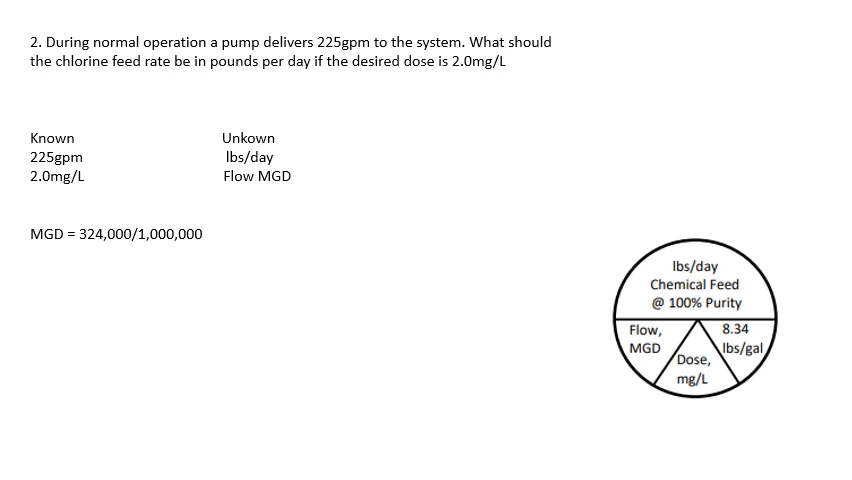 2. During normal operation a pump delivers 225gpm to the system. What should
the chlorine feed rate be in pounds per day if the desired dose is 2.0mg/L
Known
225gpm
2.0mg/L
Unkown
lbs/day
Flow MGD
MGD = 324,000/1,000,000
lbs/day
Chemical Feed
@ 100% Purity
Flow,
MGD
Dose,
mg/L
8.34
lbs/gal